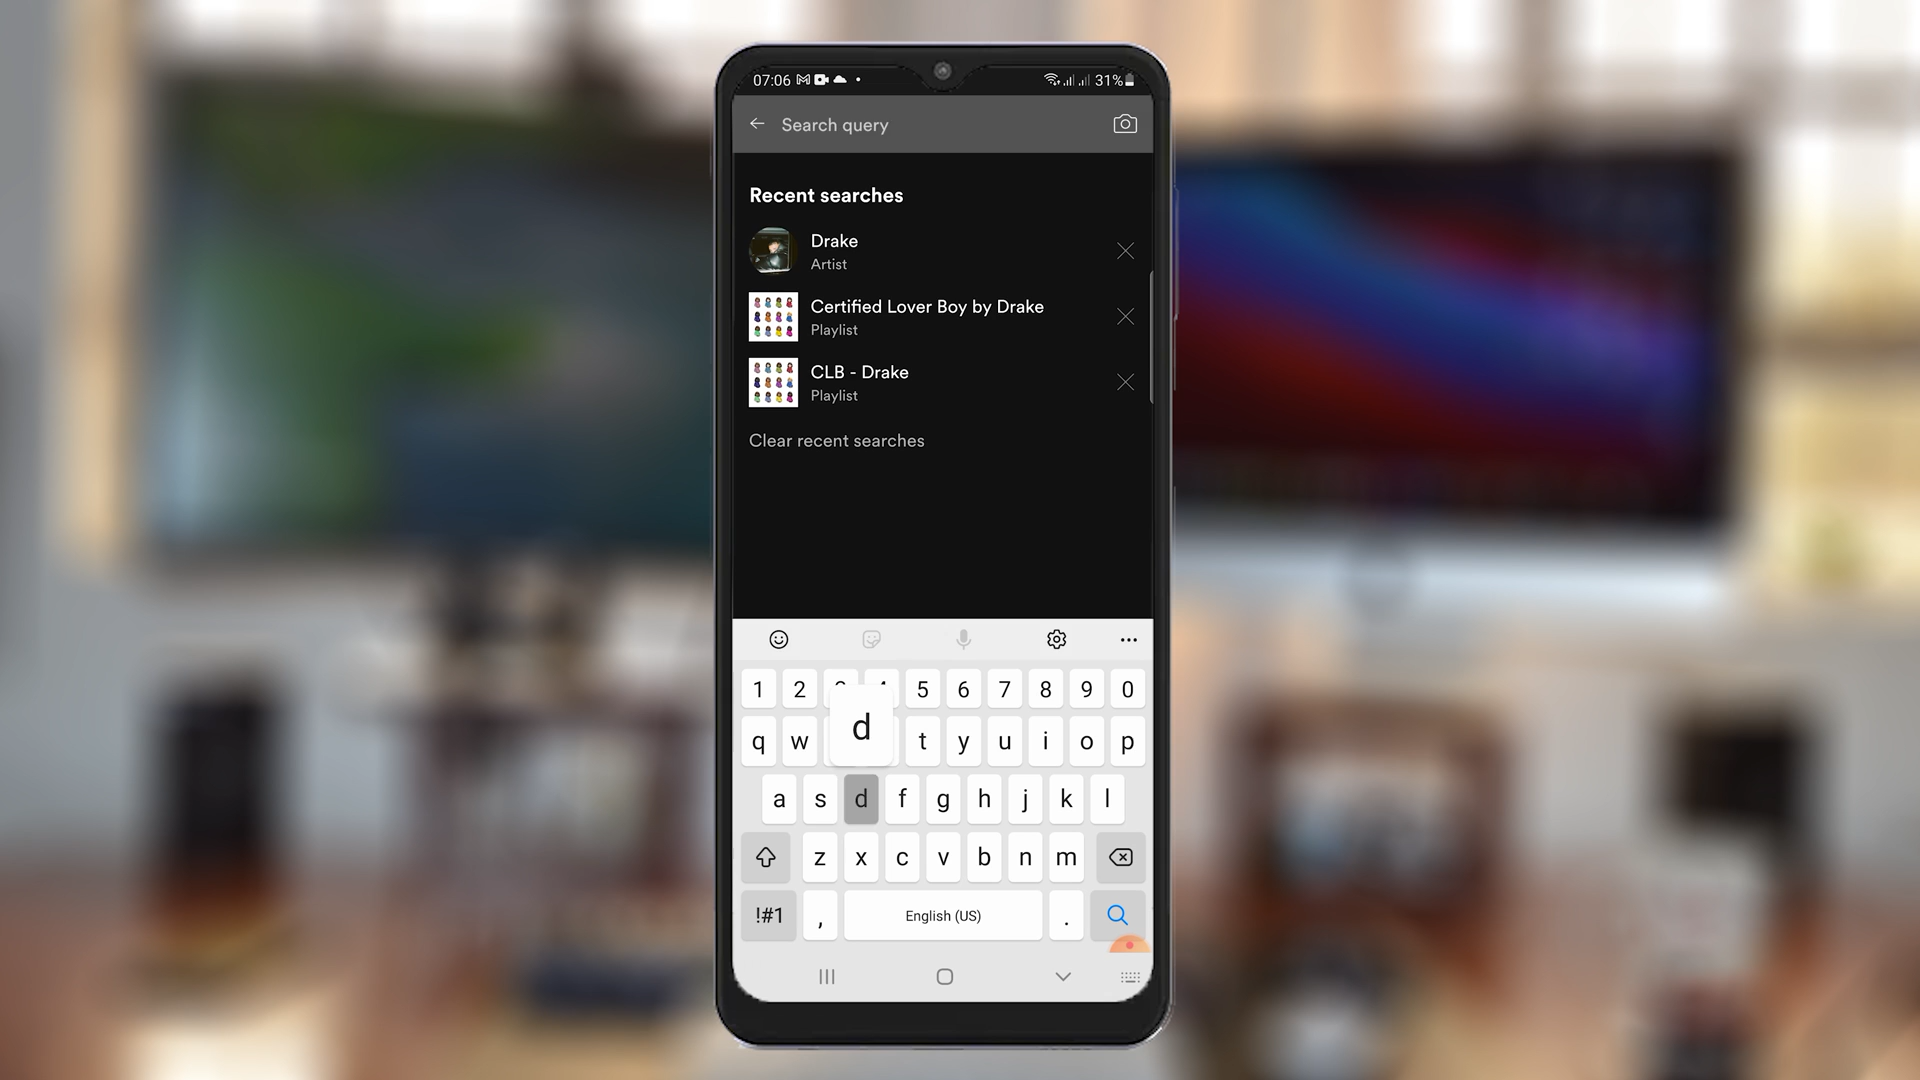 07:06 31%
Search query
Recent searches
Drake
Artist
Certified Lover Boy by Drake
Playlist
CLB - Drake
Playlist
Clear recent searches
1 2 5 6 7 8 9 0
q w d t y u i o p
a s d f g h j k l
z x c v b n m
!#1 , English (US) .